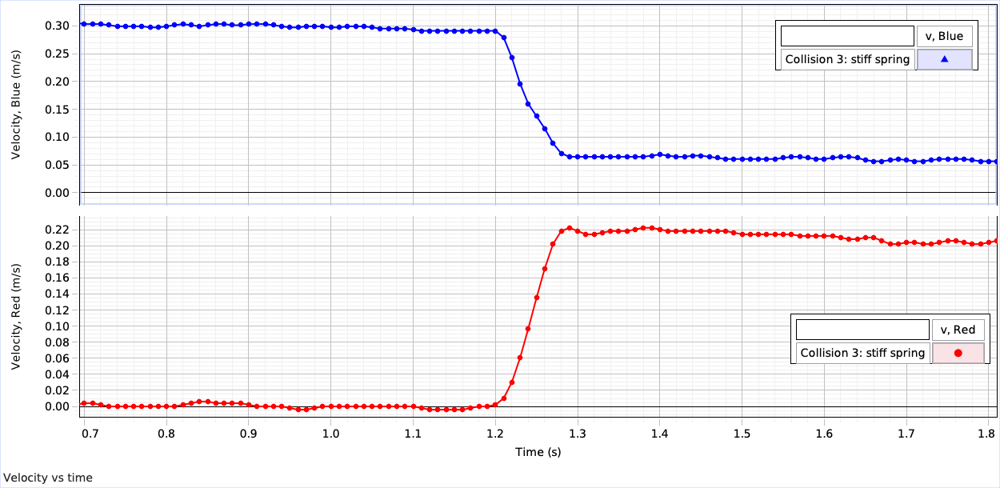 Velocity, Blue (m/s)
0.30
0.25
0.20
0.15
0.10
0.05
0.00
v, Blue
Collision 3: stiff spring
Velocity, Red (m/s)
0.22
0.20
0.18
0.16
0.14
0.12
0.10
0.08
0.06
0.04
0.02
0.00
v, Red
Collision 3: stiff spring
0.7 0.8 0.9 1.0 1.1 1.2 1.3 1.4 1.5 1.6 1.7 1.8
Time (s)
Velocity vs time